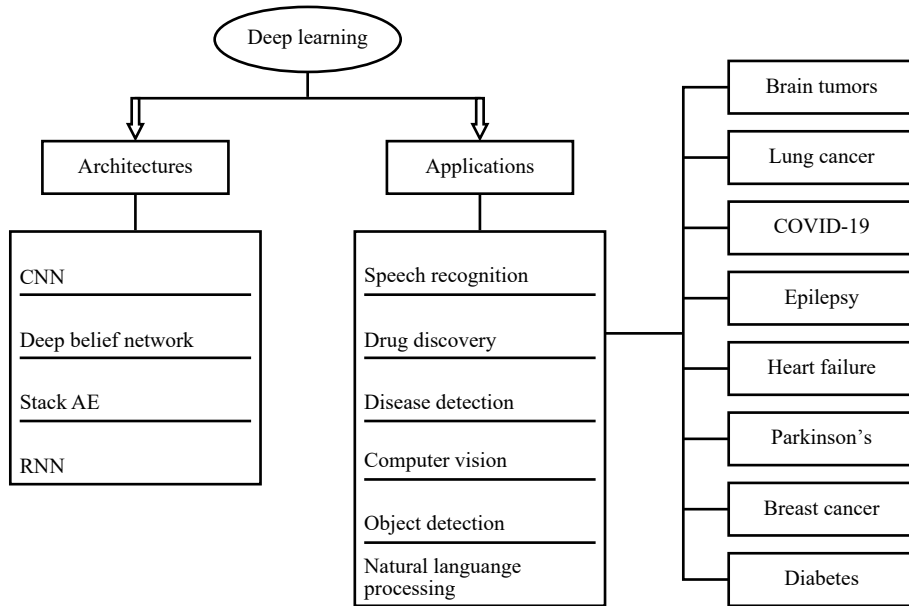 Deep learning
Architectures
Applications
CNN
Deep belief network
Stack AE
RNN
Speech recognition
Drug discovery
Disease detection
Computer vision
Object detection
Natural languange
processing
Brain tumors
Lung cancer
COVID-19
Epilepsy
Heart failure
Parkinson’s
Breast cancer
Diabetes